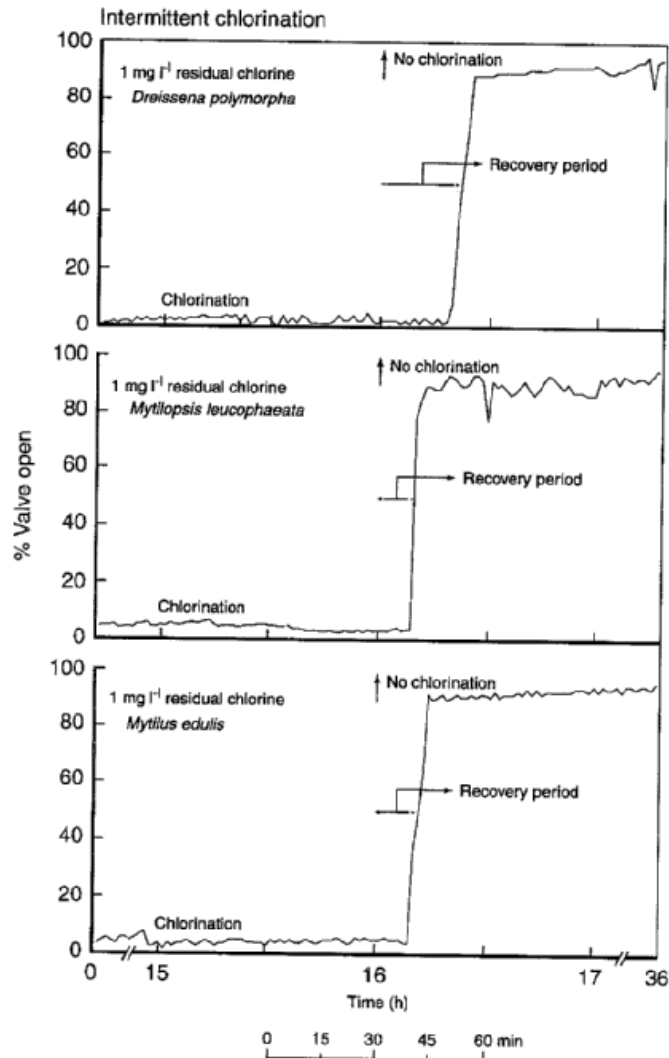 Intermittent chlorination
100
80
60
40
20
0
1 mg l⁻¹ residual chlorine
Dreissena polymorpha
No chlorination
Recovery period
Chlorination
100
80
60
40
20
0
1 mg l⁻¹ residual chlorine
Mytilopsis leucophaeata
No chlorination
Recovery period
Chlorination
% Valve open
100
80
60
40
20
0
1 mg l⁻¹ residual chlorine
Mytilus edulis
No chlorination
Recovery period
Chlorination
0 15 16 17 36
Time (h)
0 15 30 45 60 min